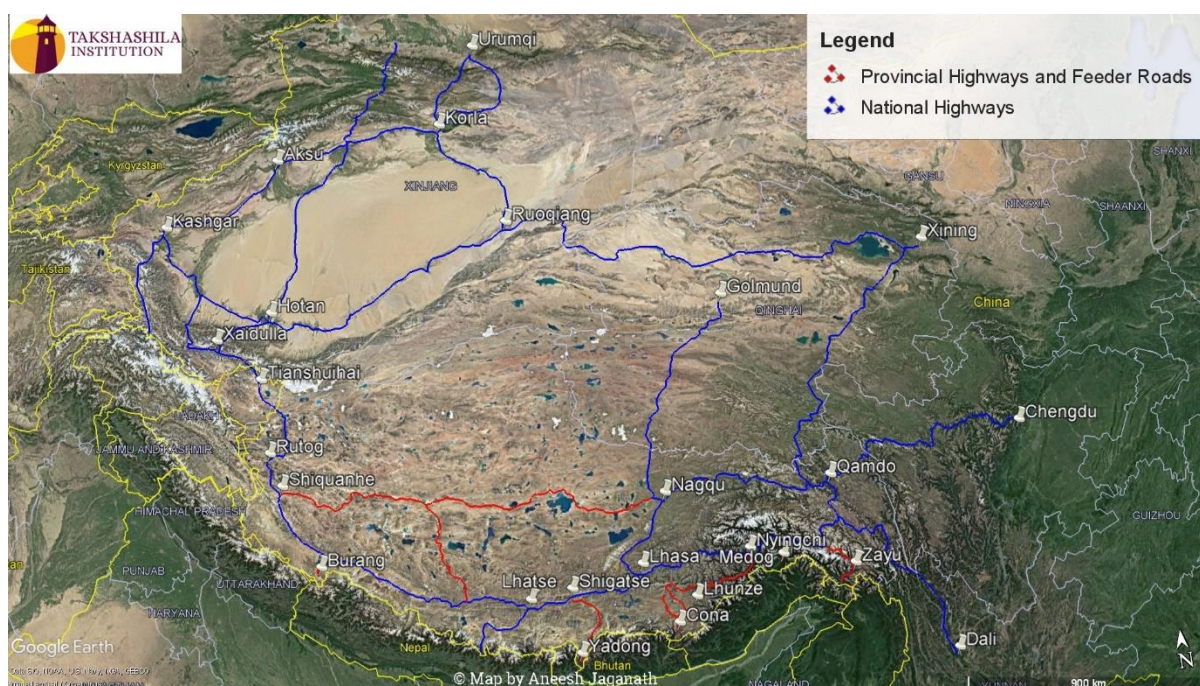 TAKSHASHILA
INSTITUTION
Legend
Provincial Highways and Feeder Roads
National Highways
Urumqi
Korla
Aksu
Kyrgyzstan
XINJIANG
Kashgar
Ruoqiang
Tajikistan
GANSU
NINGXIA
SHANXI
SHAANXI
Xining
Golmund
QINGHAI
China
Hotan
Xaidulla
Tianshuihai
LADAKH
JAMMU AND KASHMIR
Rutog
Shiquanhe
HIMACHAL PRADESH
Chengdu
Qamdo
Nagqu
GUIZHOU
PUNJAB
UTTARAKHAND
HARYANA
Burang
Lhasa
Nyingchi
Medog
Zayu
Lhatse
Shigatse
Lhunze
Cona
Nepal
Yadong
Bhutan
Dali
NAGALAND
YUNNAN
Google Earth
© Map by Aneesh Jaganath
900 km
N